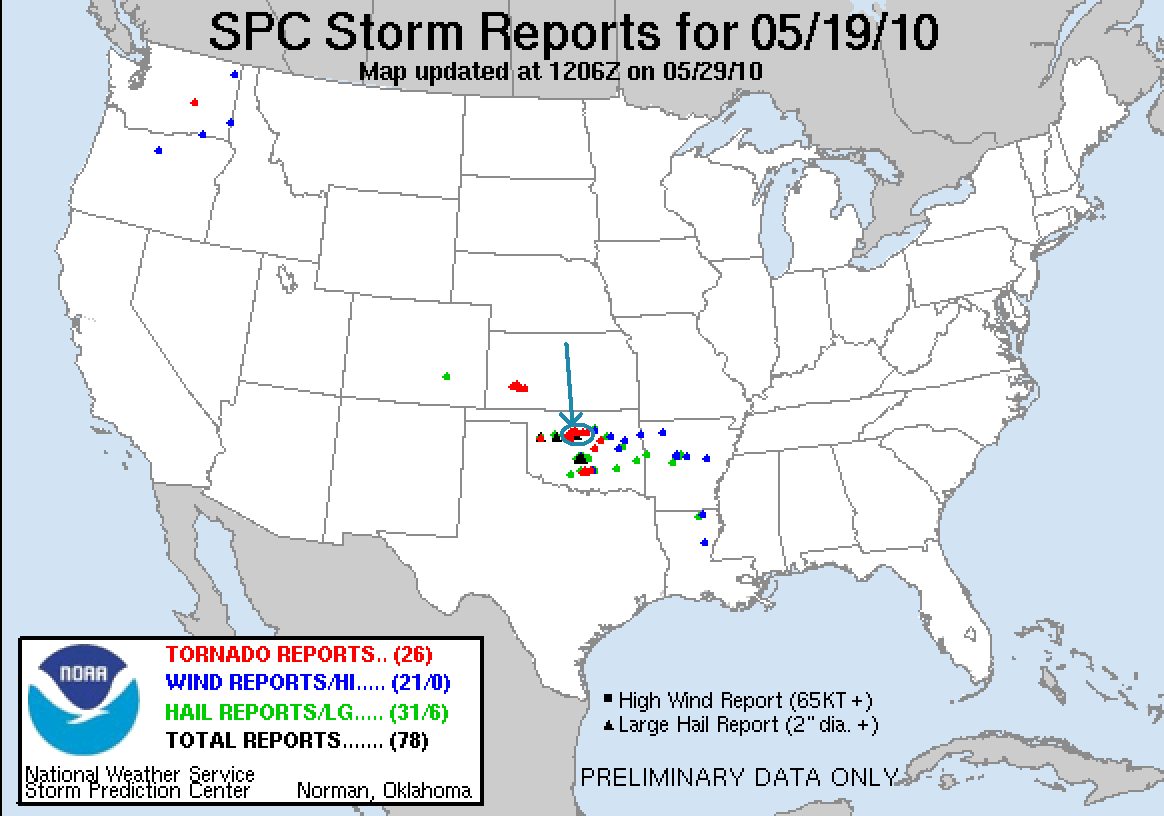 SPC Storm Reports for 05/19/10
Map updated at 1206Z on 05/29/10
NOAA
TORNADO REPORTS.. (26)
WIND REPORTS/HI..... (21/0)
HAIL REPORTS/LG..... (31/6)
TOTAL REPORTS....... (78)
National Weather Service
Storm Prediction Center Norman, Oklahoma
High Wind Report (65KT +)
Large Hail Report (2" dia. +)
PRELIMINARY DATA ONLY